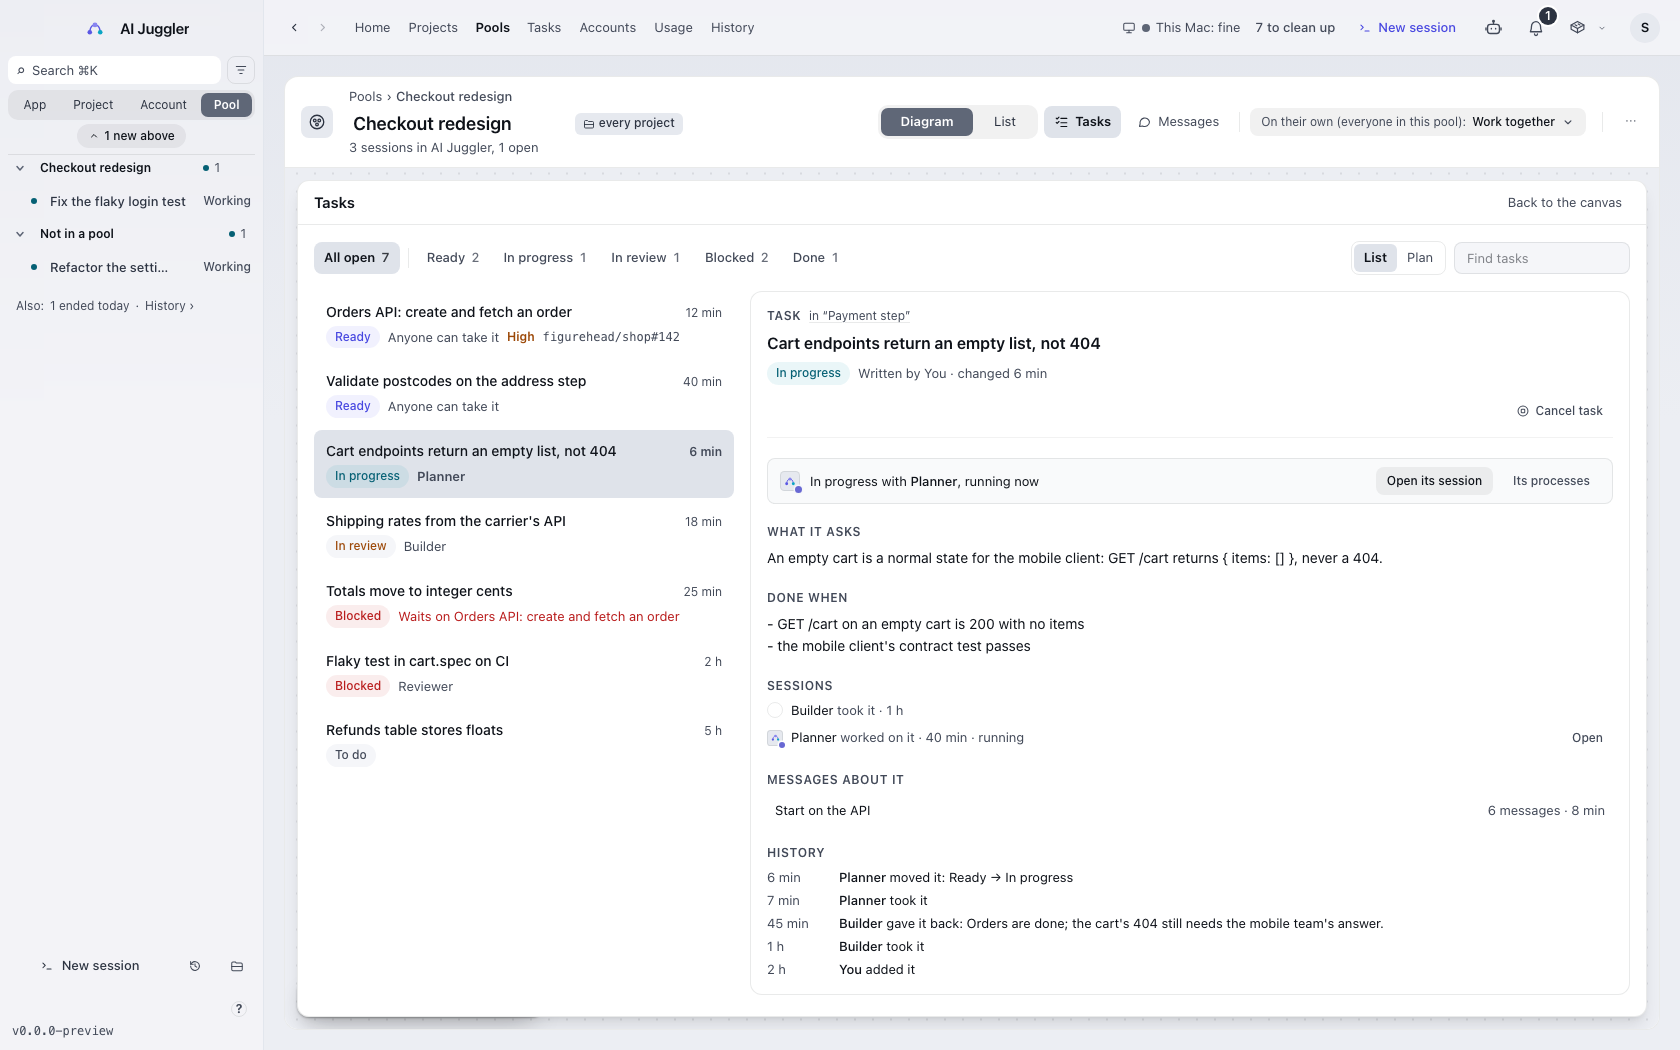 AI Juggler
Search ⌘K
App Project Account Pool
1 new above
Checkout redesign 1
Fix the flaky login test Working
Not in a pool 1
Refactor the setti... Working
Also: 1 ended today · History ›
New session
?
v0.0.0-preview
Home Projects Pools Tasks Accounts Usage History
This Mac: fine 7 to clean up New session 1 S
Pools › Checkout redesign
Checkout redesign
every project
3 sessions in AI Juggler, 1 open
Diagram List Tasks Messages On their own (everyone in this pool): Work together ...
Tasks Back to the canvas
All open 7 Ready 2 In progress 1 In review 1 Blocked 2 Done 1
List Plan Find tasks
Orders API: create and fetch an order 12 min
Ready Anyone can take it High figurehead/shop#142
Validate postcodes on the address step 40 min
Ready Anyone can take it
Cart endpoints return an empty list, not 404 6 min
In progress Planner
Shipping rates from the carrier's API 18 min
In review Builder
Totals move to integer cents 25 min
Blocked Waits on Orders API: create and fetch an order
Flaky test in cart.spec on CI 2 h
Blocked Reviewer
Refunds table stores floats 5 h
To do
TASK in “Payment step”
Cart endpoints return an empty list, not 404
In progress Written by You · changed 6 min
Cancel task
In progress with Planner, running now Open its session Its processes
WHAT IT ASKS
An empty cart is a normal state for the mobile client: GET /cart returns { items: [] }, never a 404.
DONE WHEN
- GET /cart on an empty cart is 200 with no items
- the mobile client's contract test passes
SESSIONS
Builder took it · 1 h
Planner worked on it · 40 min · running Open
MESSAGES ABOUT IT
Start on the API 6 messages · 8 min
HISTORY
6 min Planner moved it: Ready → In progress
7 min Planner took it
45 min Builder gave it back: Orders are done; the cart's 404 still needs the mobile team's answer.
1 h Builder took it
2 h You added it